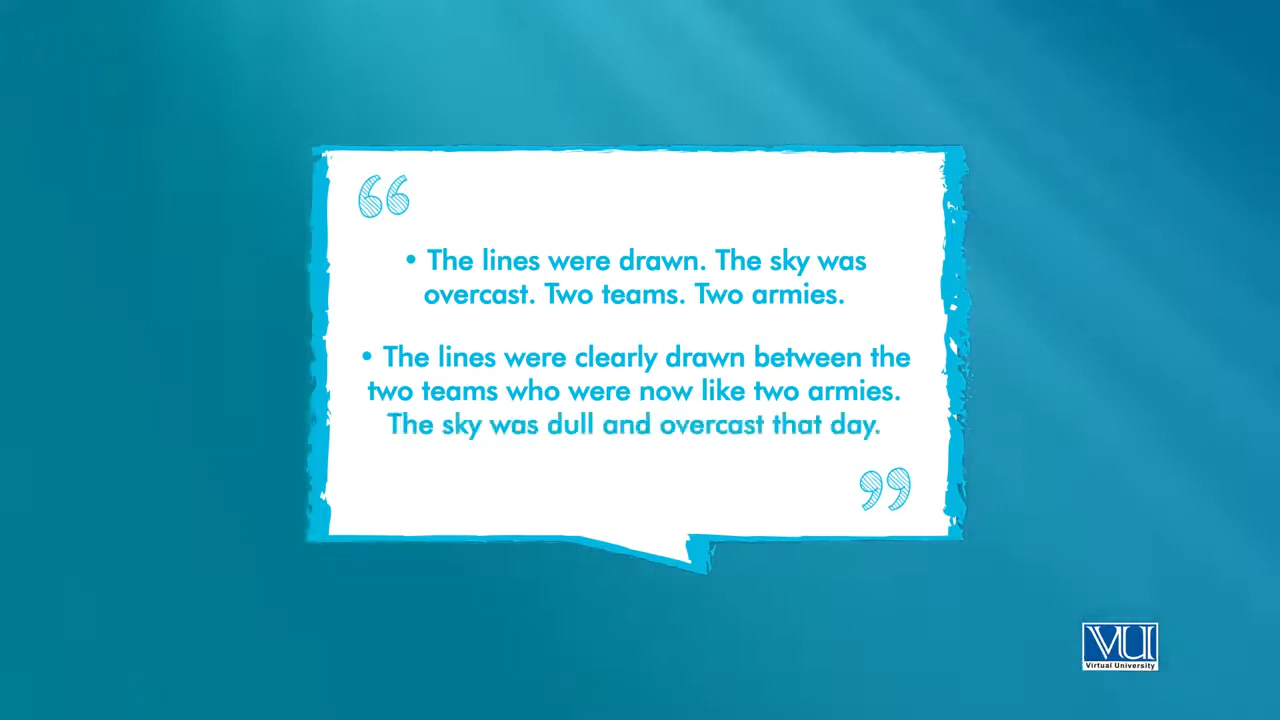 “
• The lines were drawn. The sky was
overcast. Two teams. Two armies.
• The lines were clearly drawn between the
two teams who were now like two armies.
The sky was dull and overcast that day.
”
VU
Virtual University